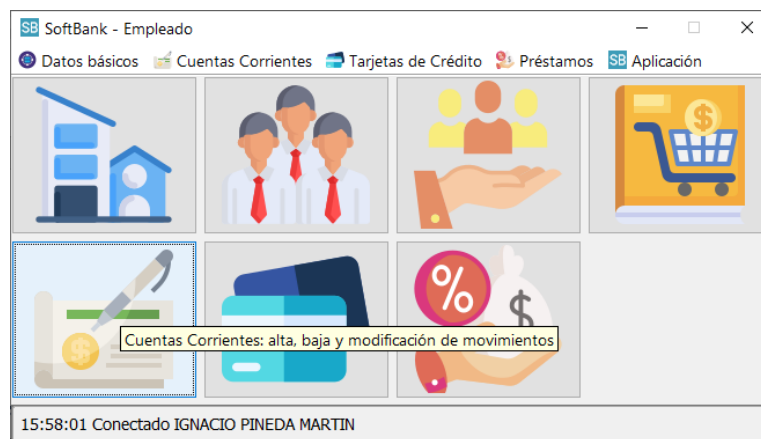 SB SoftBank - Empleado
Datos básicos Cuentas Corrientes Tarjetas de Crédito Préstamos SB Aplicación
$
% $
$
Cuentas Corrientes: alta, baja y modificación de movimientos
15:58:01 Conectado IGNACIO PINEDA MARTIN